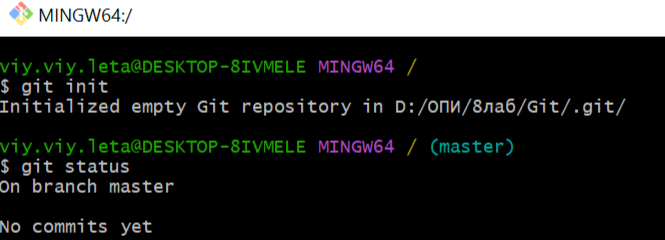 MINGW64:/
viy.viy.leta@DESKTOP-8IVMELE MINGW64 /
$ git init
Initialized empty Git repository in D:/ОПИ/8лаб/Git/.git/
viy.viy.leta@DESKTOP-8IVMELE MINGW64 / (master)
$ git status
On branch master
No commits yet